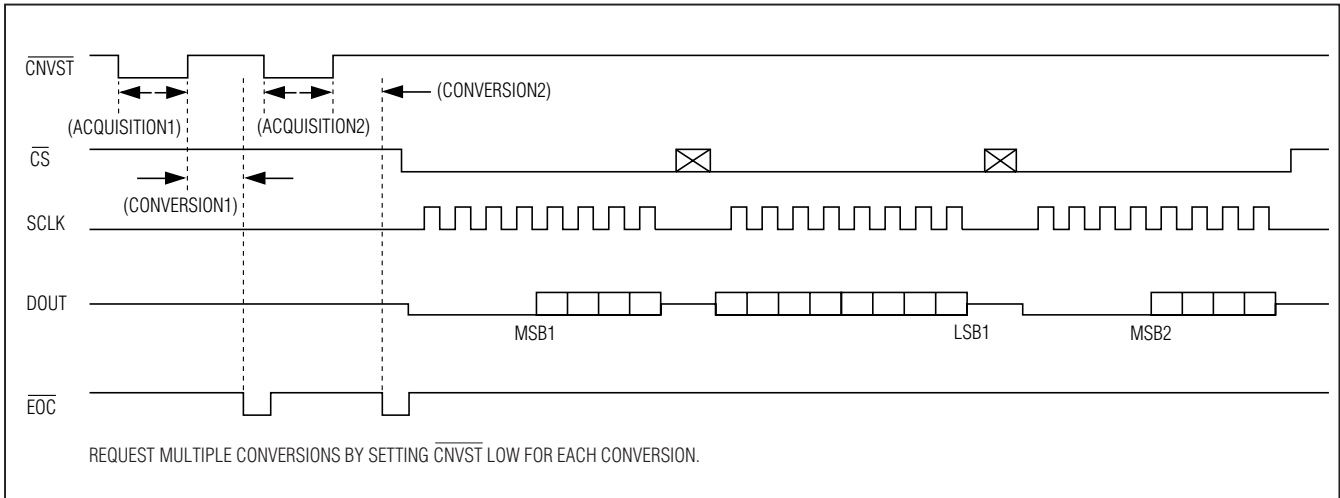 CNVST
(CONVERSION2)
(ACQUISITION1)
(ACQUISITION2)
CS
(CONVERSION1)
SCLK
DOUT
MSB1
LSB1
MSB2
EOC
REQUEST MULTIPLE CONVERSIONS BY SETTING CNVST LOW FOR EACH CONVERSION.